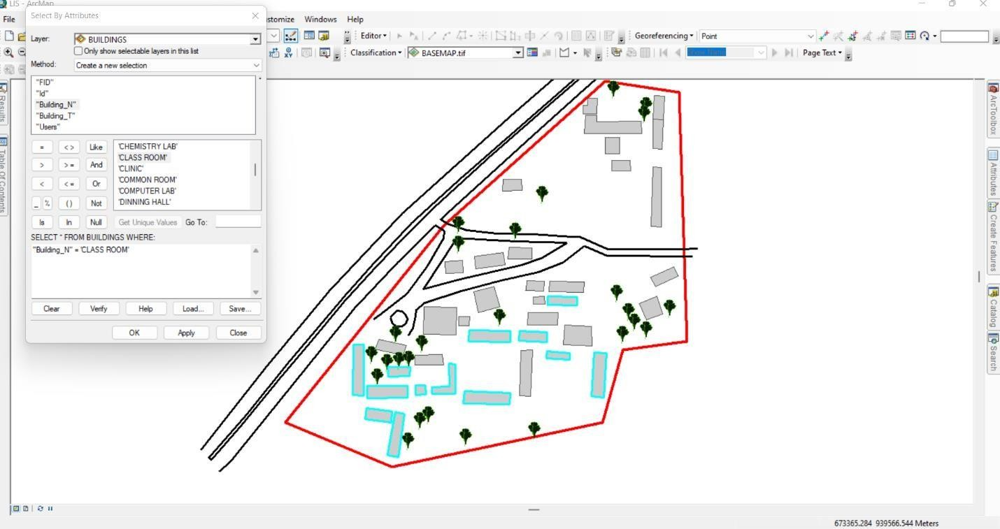 LIS - ArcMap
Select By Attributes
File
stomize Windows Help
Layer: BUILDINGS
Only show selectable layers in this list
Method: Create a new selection
Editor
Georeferencing Point
Classification BASEMAP.tif
Page Text
"FID"
"Id"
"Building_N"
"Building_T"
"Users"
= < > Like
> > = And
< < = Or
_ % ( ) Not
Is In Null
'CHEMISTRY LAB'
'CLASS ROOM'
'CLINIC'
'COMMON ROOM'
'COMPUTER LAB'
'DINNING HALL'
Get Unique Values Go To:
SELECT * FROM BUILDINGS WHERE:
"Building_N" = 'CLASS ROOM'
Clear Verify Help Load... Save...
OK Apply Close
Results
Table Of Contents
ArcToolbox
Attributes
Create Features
Catalog
Search
673365.284 939566.544 Meters